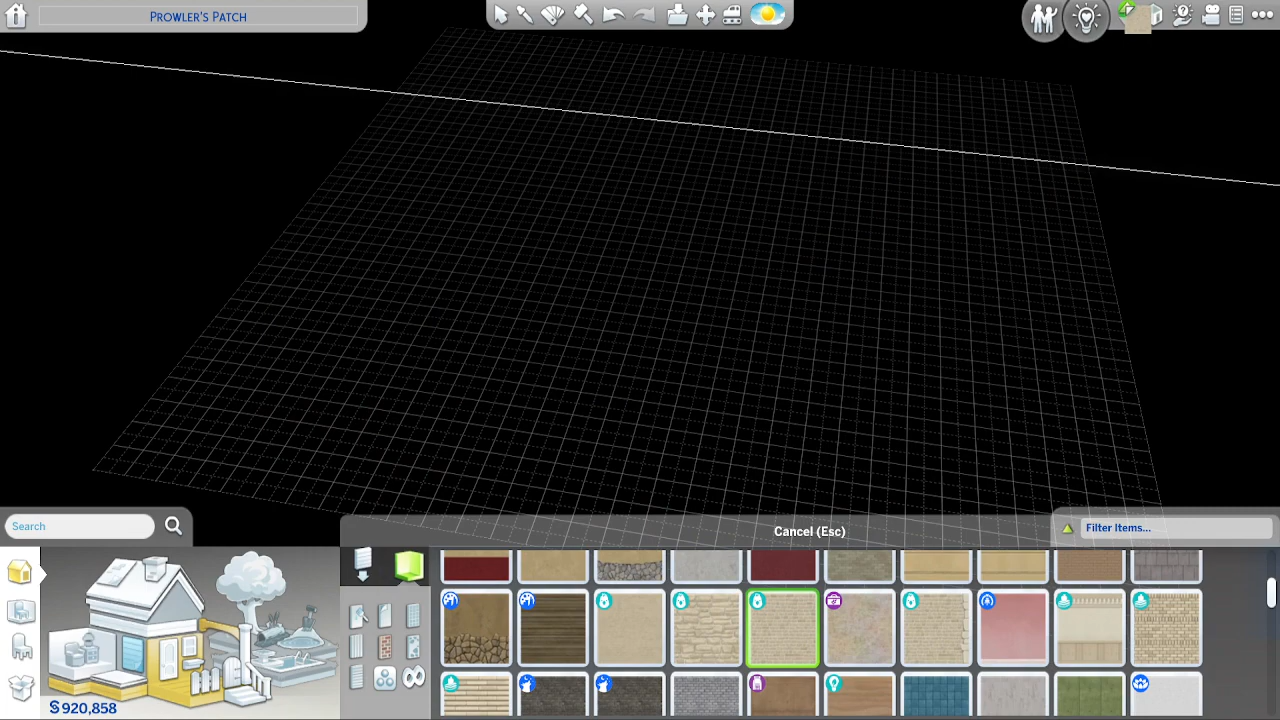 PROWLER'S PATCH
Cancel (Esc)
Search
Filter Items...
§920,858